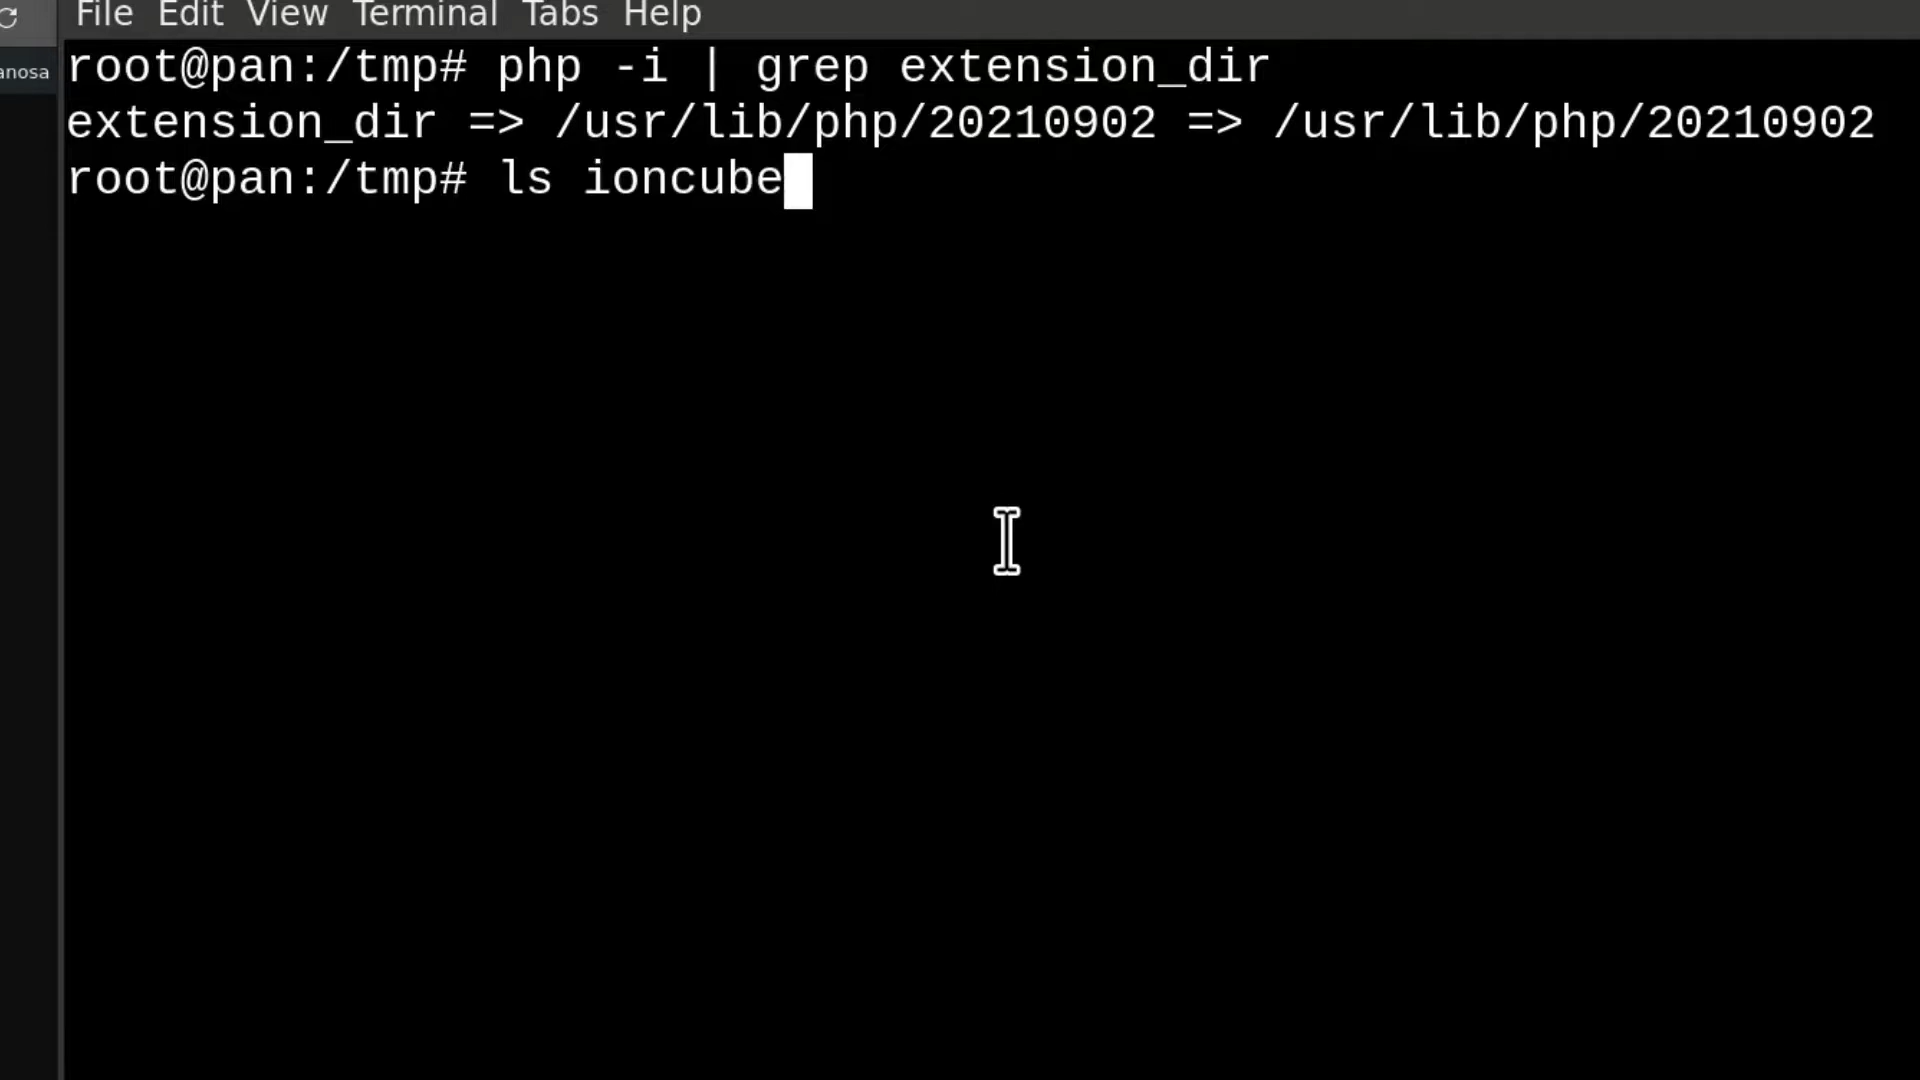 File Edit View Terminal Tabs Help
anosa
root@pan:/tmp# php -i | grep extension_dir
extension_dir => /usr/lib/php/20210902 => /usr/lib/php/20210902
root@pan:/tmp# ls ioncube